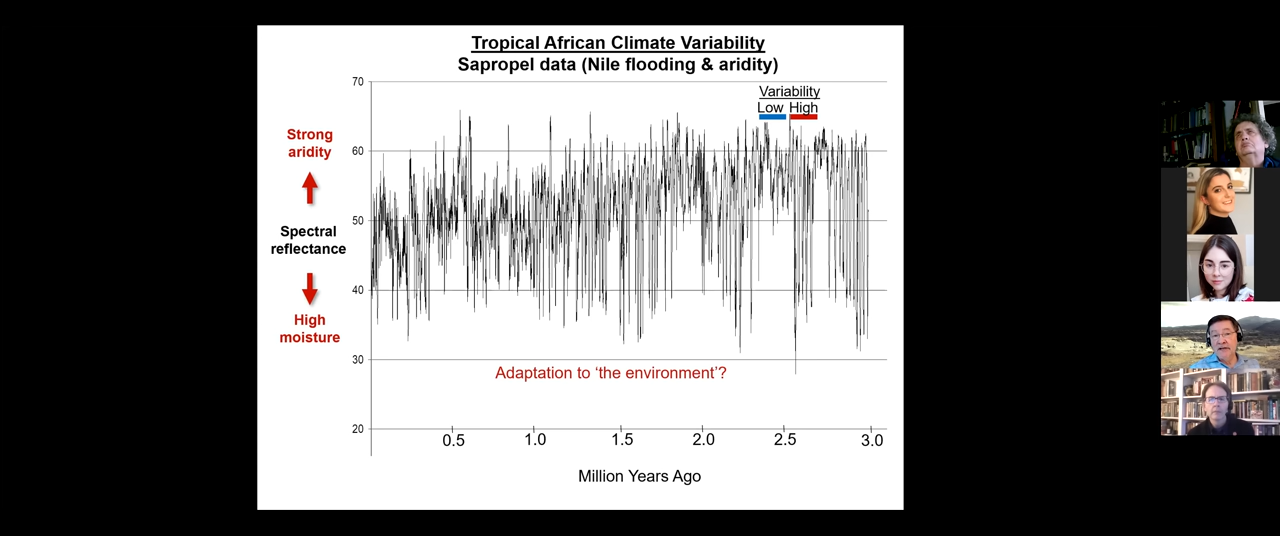 Tropical African Climate Variability
Sapropel data (Nile flooding & aridity)
70
Variability
Low High
Strong
aridity
60
50
Spectral
reflectance
40
High
moisture
30
Adaptation to ‘the environment’?
20
0.5 1.0 1.5 2.0 2.5 3.0
Million Years Ago